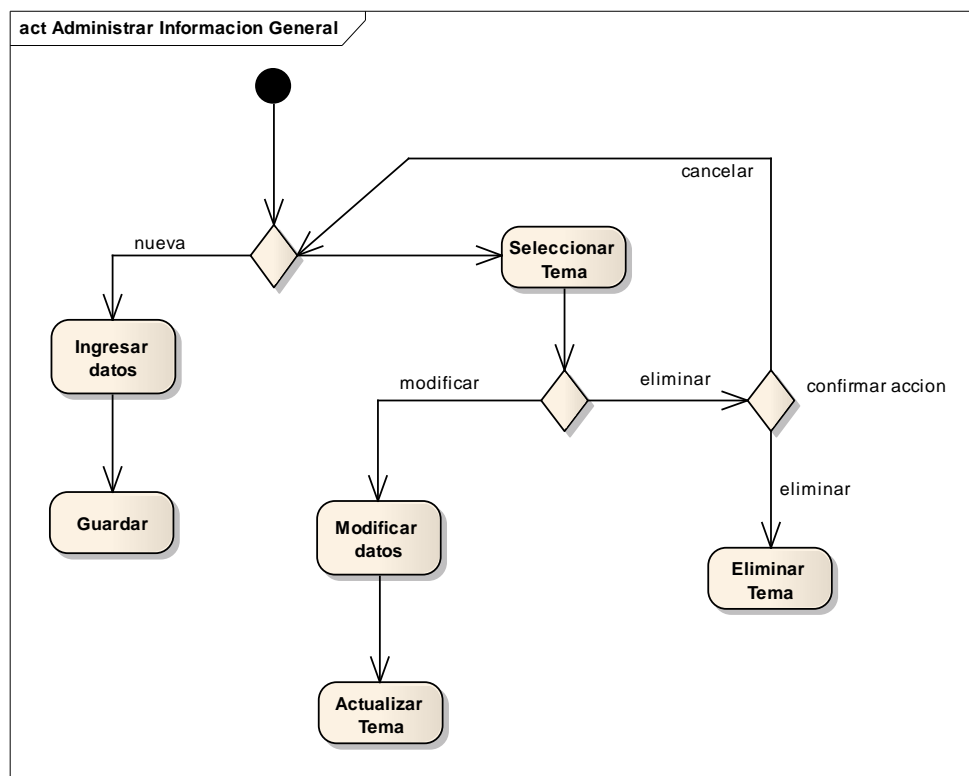 act Administrar Informacion General
cancelar
nueva
Seleccionar
Tema
Ingresar
datos
modificar
eliminar
confirmar accion
eliminar
Guardar
Modificar
datos
Eliminar
Tema
Actualizar
Tema